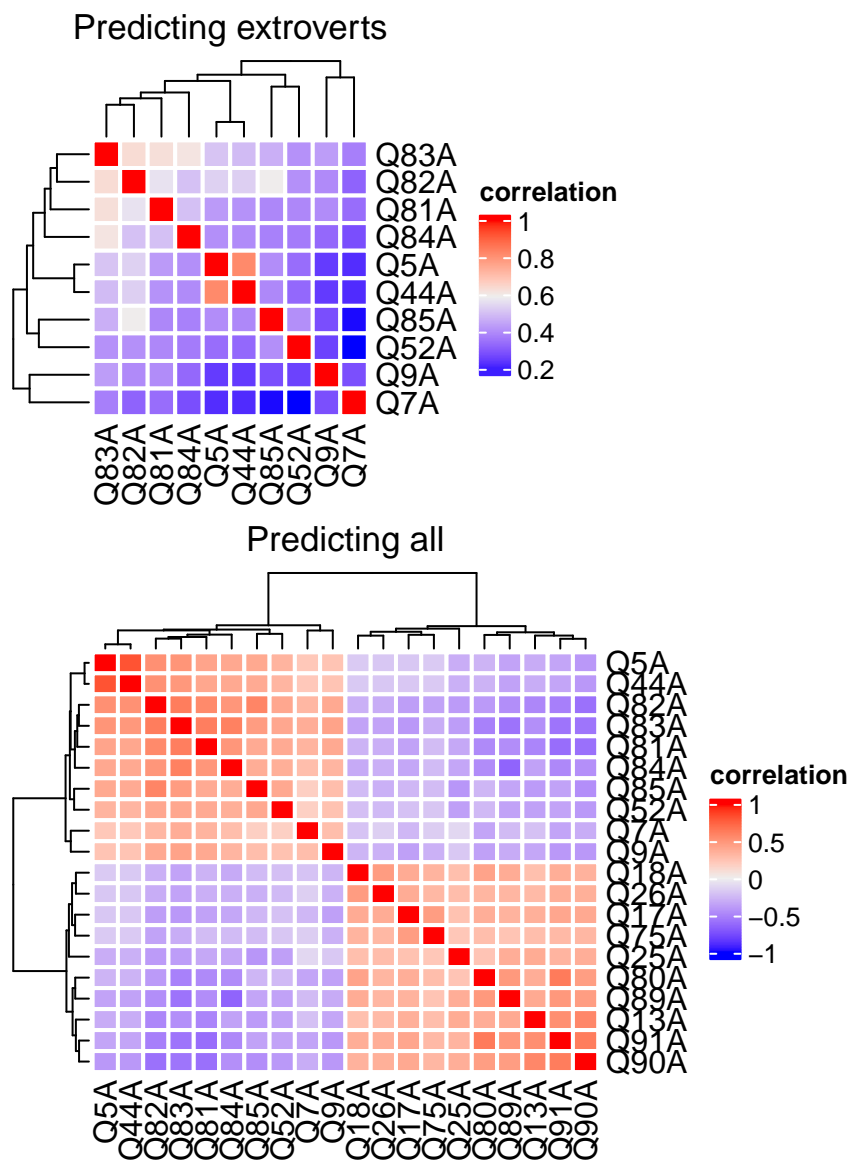 Predicting extroverts
Q83A
Q82A
Q81A
Q84A
Q5A
Q44A
Q85A
Q52A
Q9A
Q7A
correlation
1
0.8
0.6
0.4
0.2
Q83A
Q82A
Q81A
Q84A
Q5A
Q44A
Q85A
Q52A
Q9A
Q7A
Predicting all
Q5A
Q44A
Q82A
Q83A
Q81A
Q84A
Q85A
Q52A
Q7A
Q9A
Q18A
Q26A
Q17A
Q75A
Q25A
Q80A
Q89A
Q13A
Q91A
Q90A
correlation
1
0.5
0
−0.5
−1
Q5A
Q44A
Q82A
Q83A
Q81A
Q84A
Q85A
Q52A
Q7A
Q9A
Q18A
Q26A
Q17A
Q75A
Q25A
Q80A
Q89A
Q13A
Q91A
Q90A